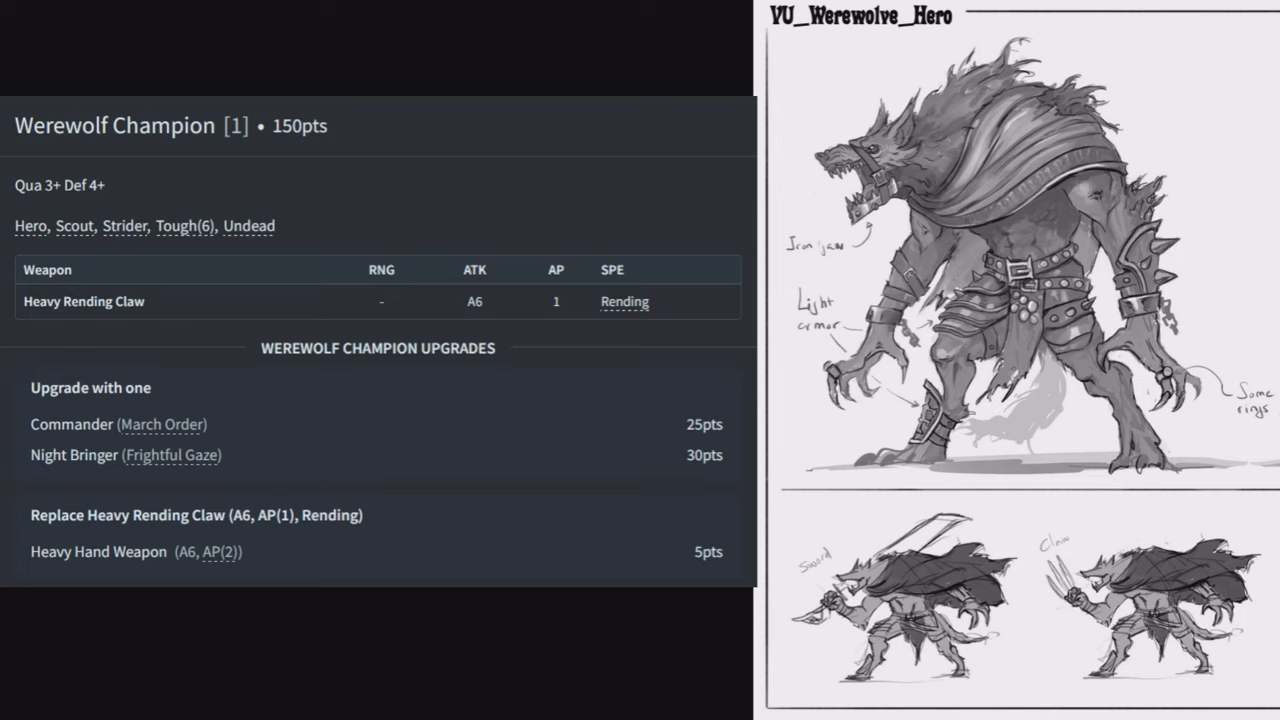 Werewolf Champion [1] • 150pts
Qua 3+ Def 4+
Hero, Scout, Strider, Tough(6), Undead
Weapon RNG ATK AP SPE
Heavy Rending Claw - A6 1 Rending
WEREWOLF CHAMPION UPGRADES
Upgrade with one
Commander (March Order) 25pts
Night Bringer (Frightful Gaze) 30pts
Replace Heavy Rending Claw (A6, AP(1), Rending)
Heavy Hand Weapon (A6, AP(2)) 5pts
VU_Werewolve_Hero
Iron jaw
Light
armor
Some
rings
Sword
Claw